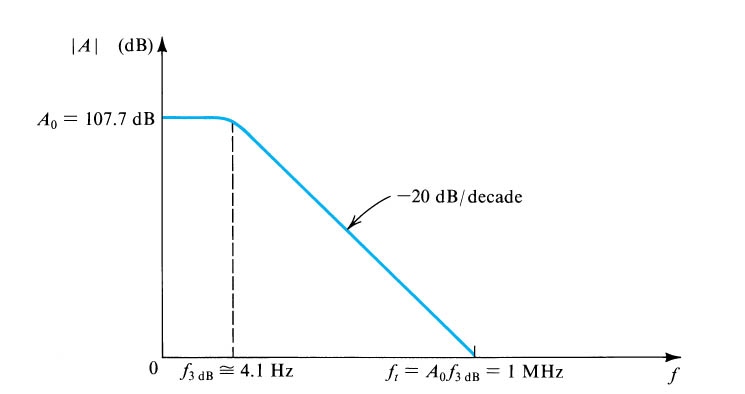 |A| (dB)
A₀ = 107.7 dB
−20 dB/decade
0
f₃ dB ≅ 4.1 Hz
fₜ = A₀f₃ dB = 1 MHz
f